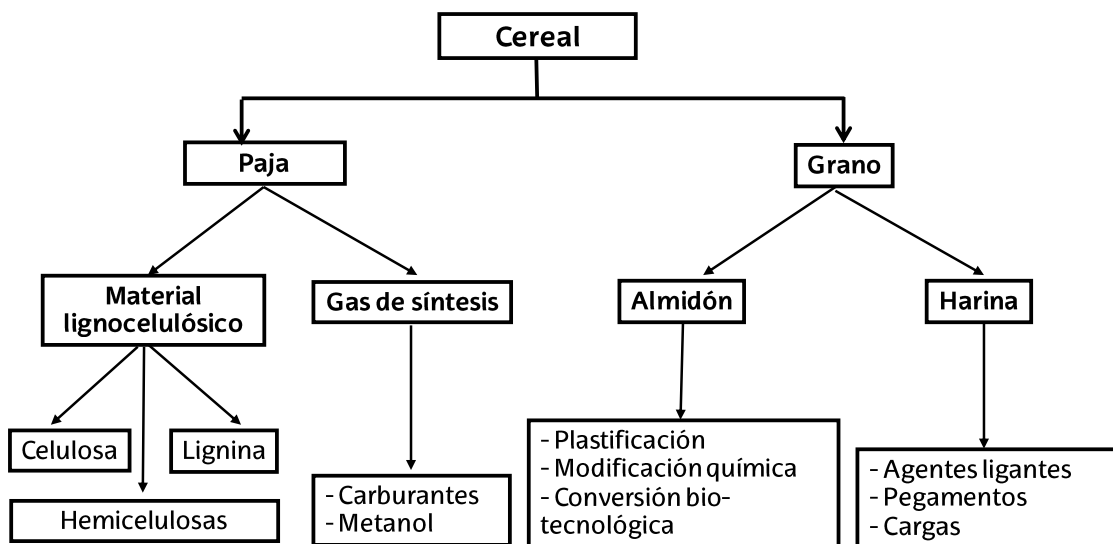 Cereal
Paja
Grano
Material
lignocelulósico
Gas de síntesis
Almidón
Harina
Celulosa
Lignina
Hemicelulosas
- Carburantes
- Metanol
- Plastificación
- Modificación química
- Conversión bio-
tecnológica
- Agentes ligantes
- Pegamentos
- Cargas